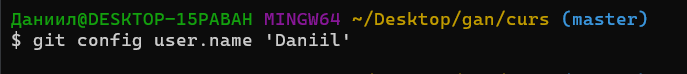 Даниил@DESKTOP-15PABAH MINGW64 ~/Desktop/gan/curs (master)
$ git config user.name 'Daniil'